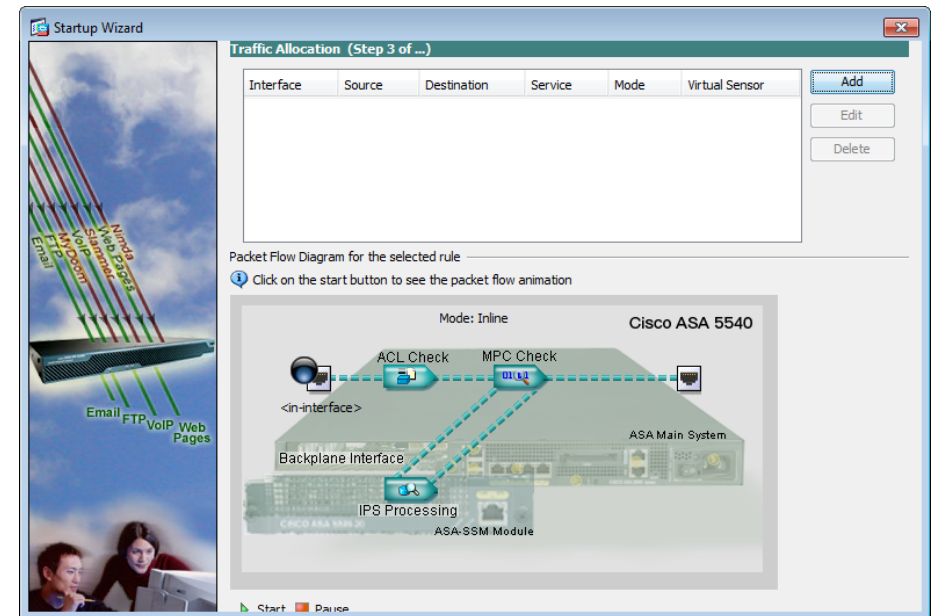 Startup Wizard
Traffic Allocation (Step 3 of ...)
Interface Source Destination Service Mode Virtual Sensor
Add
Edit
Delete
Nimda
Web Pages
Slammer
VoIP
MyDoom
FTP
Email
Email FTP VoIP Web Pages
Packet Flow Diagram for the selected rule
Click on the start button to see the packet flow animation
Mode: Inline
Cisco ASA 5540
ACL Check MPC Check
<in-interface>
ASA Main System
Backplane Interface
IPS Processing
ASA-SSM Module
Start Pause